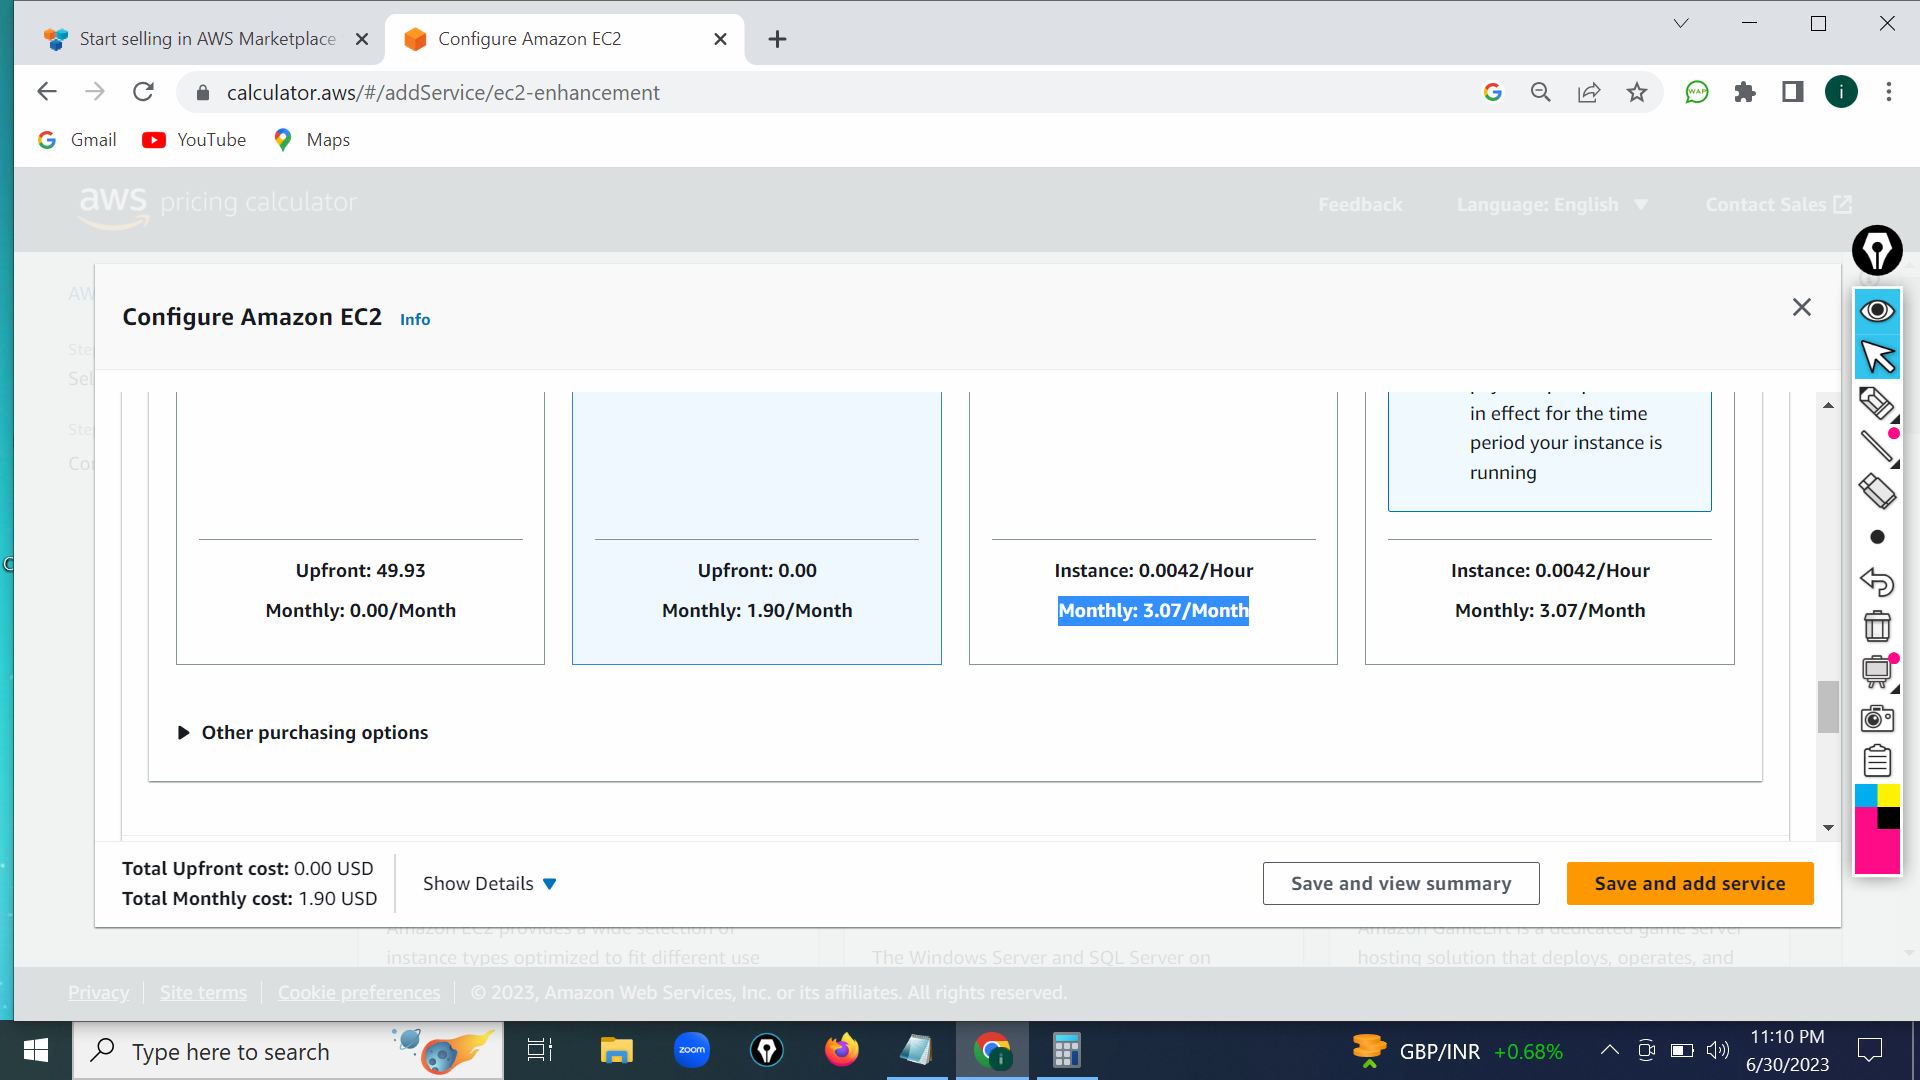 Start selling in AWS Marketplace
Configure Amazon EC2
calculator.aws/#/addService/ec2-enhancement
Gmail
YouTube
Maps
aws pricing calculator
Feedback
Language: English
Contact Sales
AW
Configure Amazon EC2 Info
Ste
Sel
Ste
Cor
in effect for the time
period your instance is
running
Upfront: 49.93
Monthly: 0.00/Month
Upfront: 0.00
Monthly: 1.90/Month
Instance: 0.0042/Hour
Monthly: 3.07/Month
Instance: 0.0042/Hour
Monthly: 3.07/Month
Other purchasing options
Total Upfront cost: 0.00 USD
Total Monthly cost: 1.90 USD
Show Details
Save and view summary
Save and add service
Amazon EC2 provides a wide selection of
instance types optimized to fit different use
The Windows Server and SQL Server on
Amazon GameLift is a dedicated game server
hosting solution that deploys, operates, and
Privacy
Site terms
Cookie preferences
© 2023, Amazon Web Services, Inc. or its affiliates. All rights reserved.
Type here to search
zoom
GBP/INR +0.68%
11:10 PM
6/30/2023